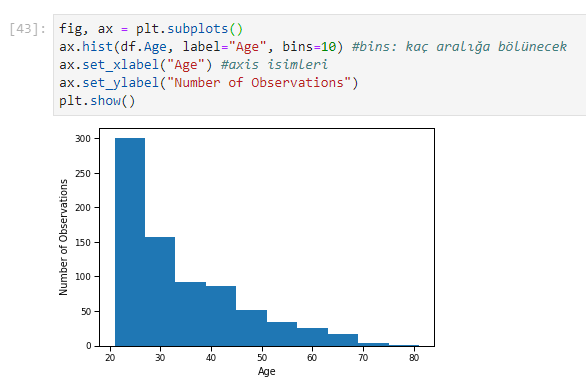 [43]: fig, ax = plt.subplots()
ax.hist(df.Age, label="Age", bins=10) #bins: kaç aralığa bölünecek
ax.set_xlabel("Age") #axis isimleri
ax.set_ylabel("Number of Observations")
plt.show()
300
250
200
150
100
50
0
Number of Observations
20 30 40 50 60 70 80
Age